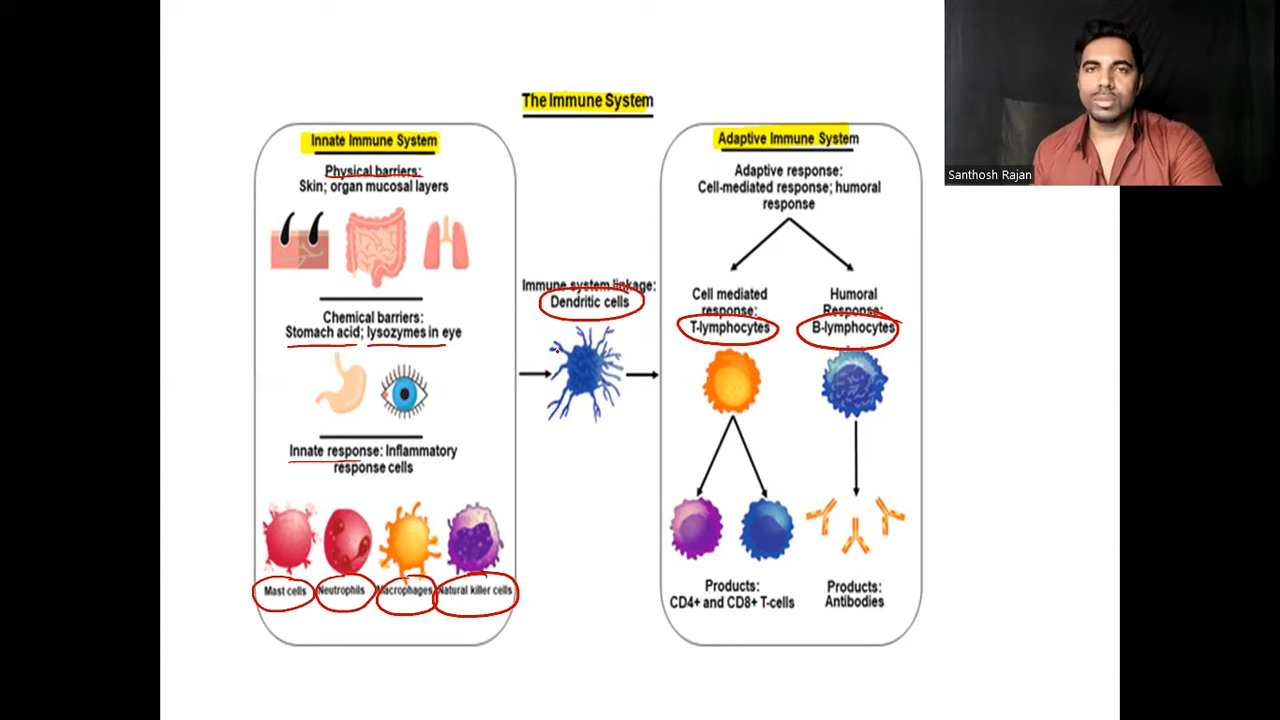 The Immune System
Innate Immune System
Physical barriers:
Skin; organ mucosal layers
Chemical barriers:
Stomach acid; lysozymes in eye
Innate response: Inflammatory
response cells
Mast cells
Neutrophils
Macrophages
Natural killer cells
Immune system linkage:
Dendritic cells
Adaptive Immune System
Adaptive response:
Cell-mediated response; humoral
response
Cell mediated
response:
T-lymphocytes
Humoral
Response:
B-lymphocytes
Products:
CD4+ and CD8+ T-cells
Products:
Antibodies
Santhosh Rajan